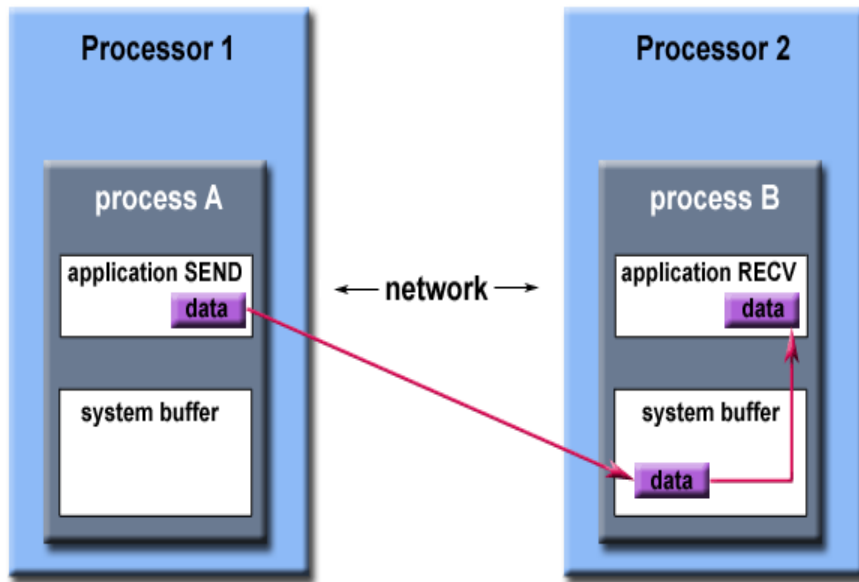 Processor 1
process A
application SEND
data
system buffer
network
Processor 2
process B
application RECV
data
system buffer
data